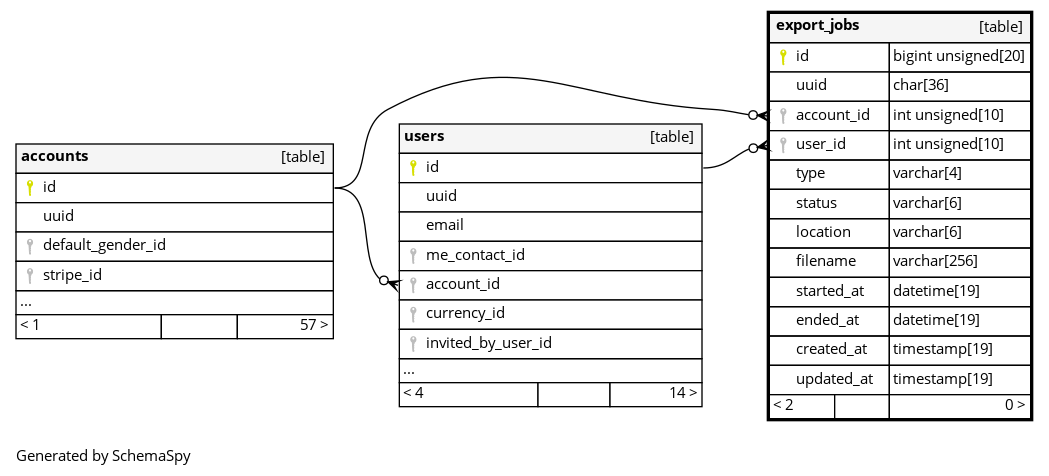 accounts [table]
id
uuid
default_gender_id
stripe_id
...
< 1 57 >
users [table]
id
uuid
email
me_contact_id
account_id
currency_id
invited_by_user_id
...
< 4 14 >
export_jobs [table]
id bigint unsigned[20]
uuid char[36]
account_id int unsigned[10]
user_id int unsigned[10]
type varchar[4]
status varchar[6]
location varchar[6]
filename varchar[256]
started_at datetime[19]
ended_at datetime[19]
created_at timestamp[19]
updated_at timestamp[19]
< 2 0 >
Generated by SchemaSpy